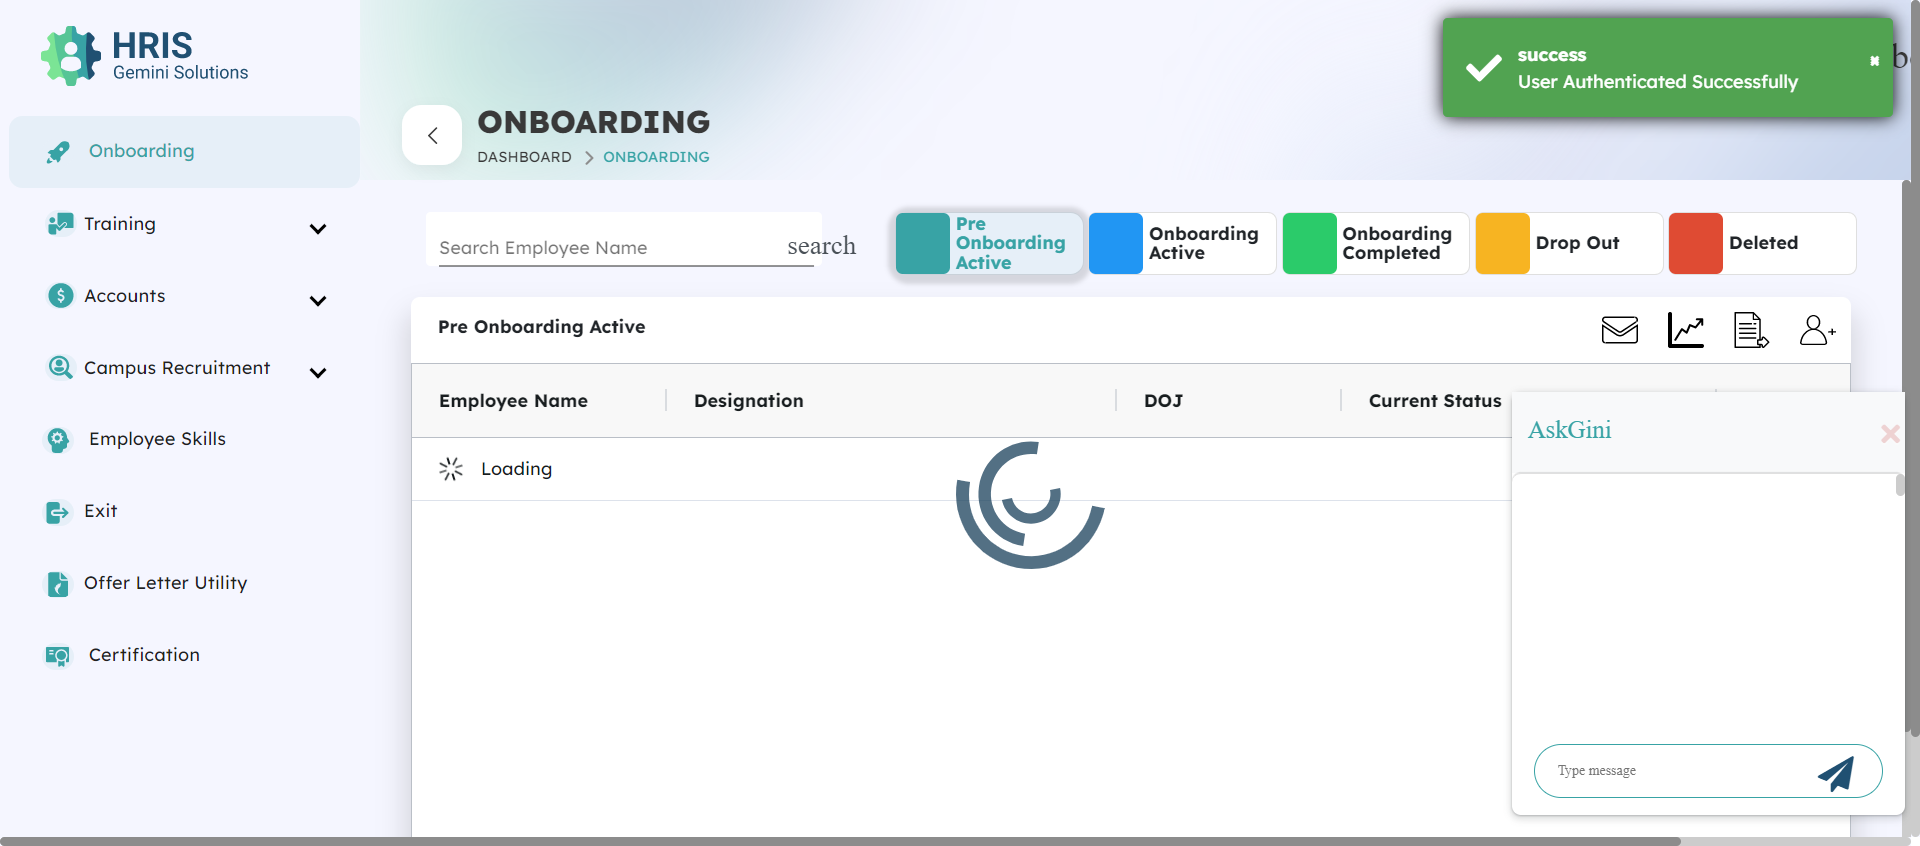 HRIS
Gemini Solutions
success
User Authenticated Successfully
ONBOARDING
DASHBOARD
ONBOARDING
Onboarding
Training
Accounts
Campus Recruitment
Employee Skills
Exit
Offer Letter Utility
Certification
Search Employee Name
search
Pre
Onboarding
Active
Onboarding
Active
Onboarding
Completed
Drop Out
Deleted
Pre Onboarding Active
Employee Name
Designation
DOJ
Current Status
Loading
AskGini
Type message